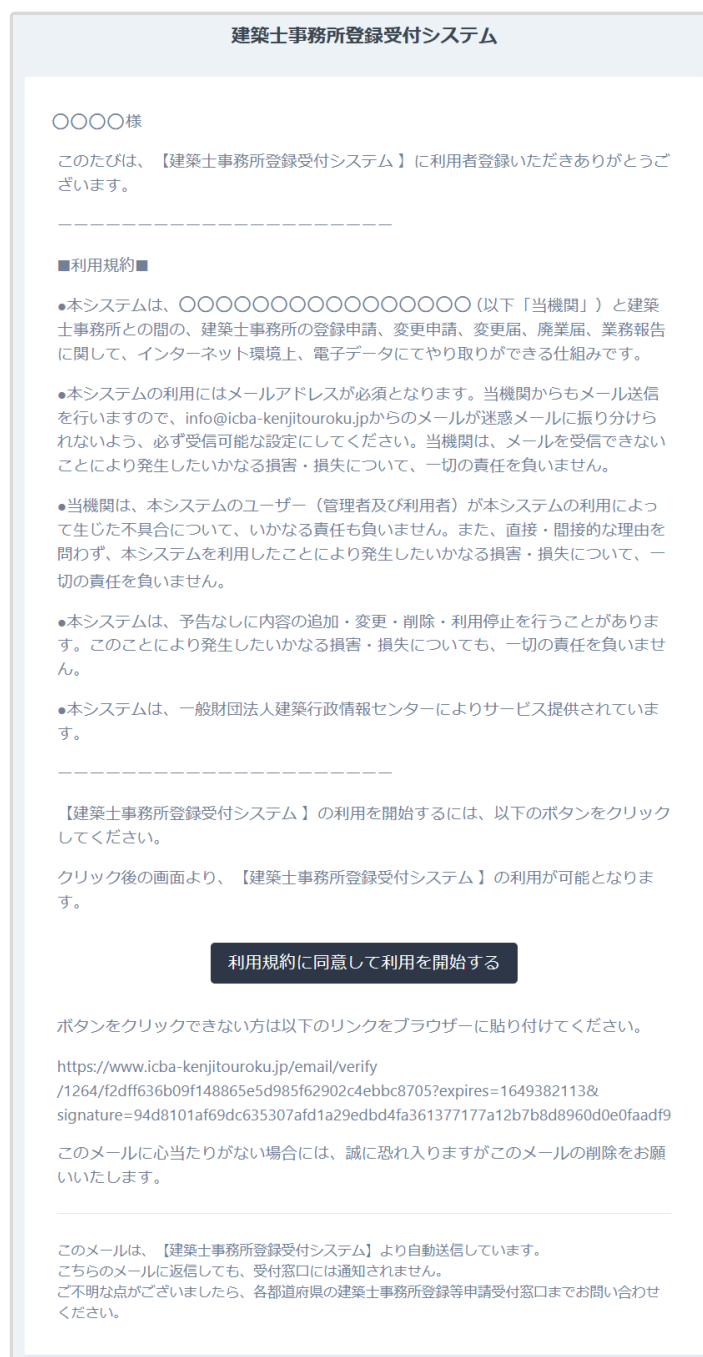 建築士事務所登録受付システム
〇〇〇〇様
このたびは、【建築士事務所登録受付システム 】に利用者登録いただきありがとうご
ざいます。
ーーーーーーーーーーーーーーーーーーーーー
■利用規約■
●本システムは、〇〇〇〇〇〇〇〇〇〇〇〇〇〇〇〇(以下「当機関」）と建築
士事務所との間の、建築士事務所の登録申請、変更申請、変更届、廃業届、業務報告
に関して、インターネット環境上、電子データにてやり取りができる仕組みです。
●本システムの利用にはメールアドレスが必須となります。当機関からもメール送信
を行いますので、info@icba-kenjitouroku.jpからのメールが迷惑メールに振り分けら
れないよう、必ず受信可能な設定にしてください。当機関は、メールを受信できない
ことにより発生したいかなる損害・損失について、一切の責任を負いません。
●当機関は、本システムのユーザー（管理者及び利用者）が本システムの利用によっ
て生じた不具合について、いかなる責任も負いません。また、直接・間接的な理由を
問わず、本システムを利用したことにより発生したいかなる損害・損失について、一
切の責任を負いません。
●本システムは、予告なしに内容の追加・変更・削除・利用停止を行うことがありま
す。このことにより発生したいかなる損害・損失についても、一切の責任を負いませ
ん。
●本システムは、一般財団法人建築行政情報センターによりサービス提供されていま
す。
ーーーーーーーーーーーーーーーーーーーーー
【建築士事務所登録受付システム 】の利用を開始するには、以下のボタンをクリック
してください。
クリック後の画面より、【建築士事務所登録受付システム 】の利用が可能となりま
す。
利用規約に同意して利用を開始する
ボタンをクリックできない方は以下のリンクをブラウザーに貼り付けてください。
https://www.icba-kenjitouroku.jp/email/verify
/1264/f2dff636b09f148865e5d985f62902c4ebbc8705?expires=1649382113&
signature=94d8101af69dc635307afd1a29edbd4fa361377177a12b7b8d8960d0e0faadf9
このメールに心当たりがない場合には、誠に恐れ入りますがこのメールの削除をお願
いいたします。
このメールは、【建築士事務所登録受付システム】より自動送信しています。
こちらのメールに返信しても、受付窓口には通知されません。
ご不明な点がございましたら、各都道府県の建築士事務所登録等申請受付窓口までお問い合わせ
ください。